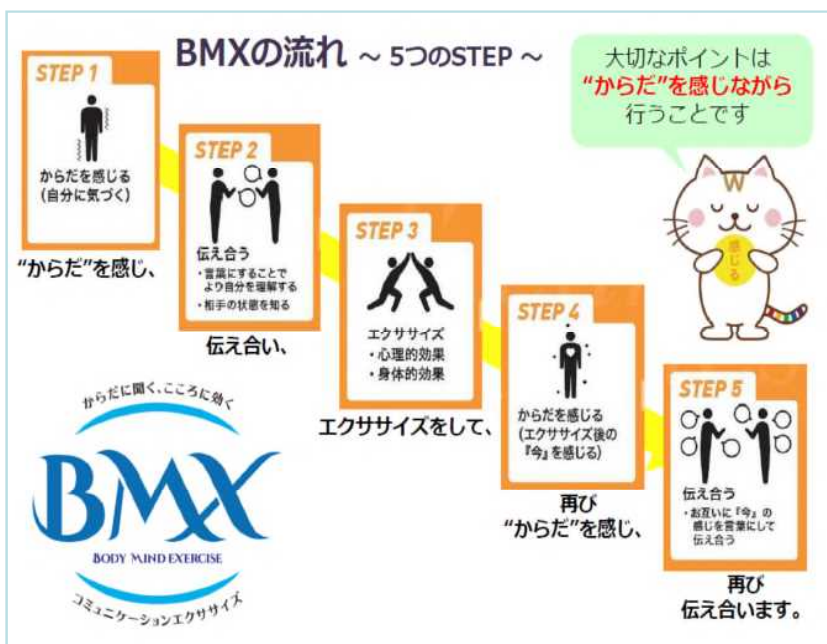 BMXの流れ ~ 5つのSTEP ~
大切なポイントは
“からだ”を感じながら
行うことです
W
感じる
STEP 1
からだを感じる
(自分に気づく)
“からだ”を感じ、
STEP 2
伝え合う
・言葉にすることで
より自分を理解する
・相手の状態を知る
伝え合い、
STEP 3
エクササイズ
・心理的効果
・身体的効果
エクササイズをして、
STEP 4
からだを感じる
(エクササイズ後の
『今』を感じる)
再び
“からだ”を感じ、
STEP 5
伝え合う
・お互いに『今』の
感じを言葉にして
伝え合う
再び
伝え合います。
からだに聞く、こころに効く
BMX
BODY MIND EXERCISE
コミュニケーションエクササイズ